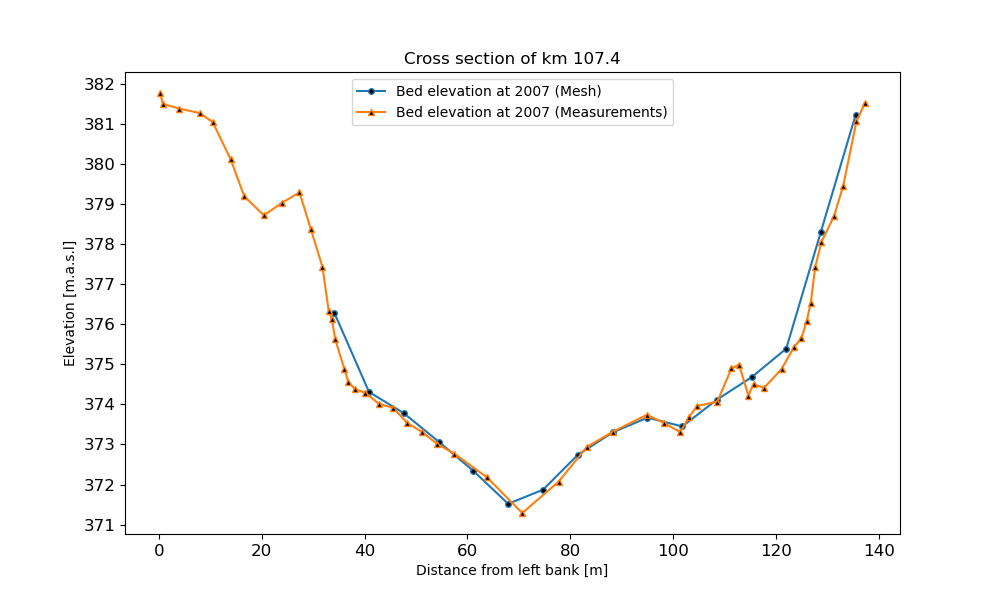 Cross section of km 107.4
Bed elevation at 2007 (Mesh)
Bed elevation at 2007 (Measurements)
Elevation [m.a.s.l]
382
381
380
379
378
377
376
375
374
373
372
371
0 20 40 60 80 100 120 140
Distance from left bank [m]